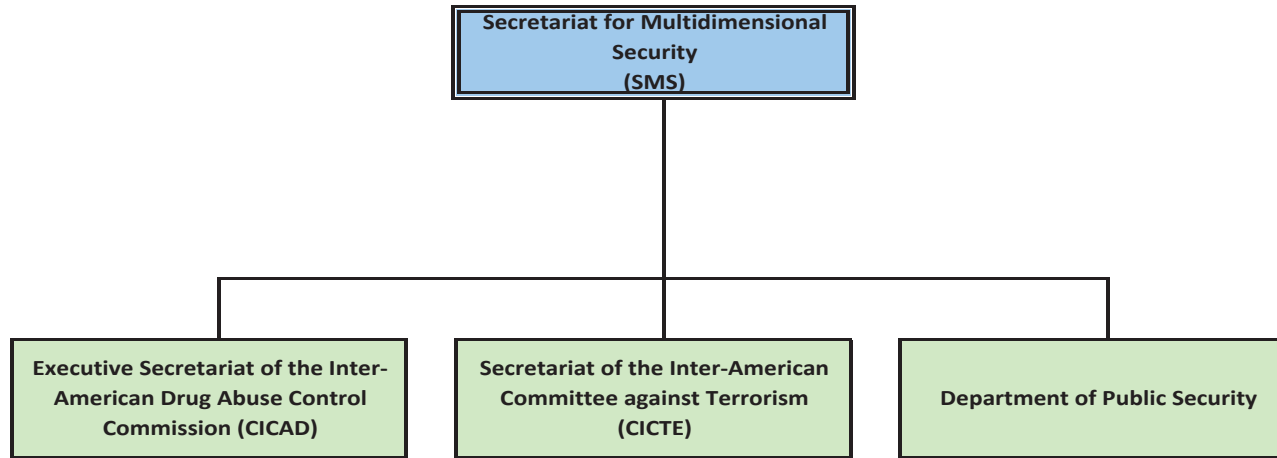 Secretariat for Multidimensional
Security
(SMS)
Executive Secretariat of the Inter-
American Drug Abuse Control
Commission (CICAD)
Secretariat of the Inter-American
Committee against Terrorism
(CICTE)
Department of Public Security